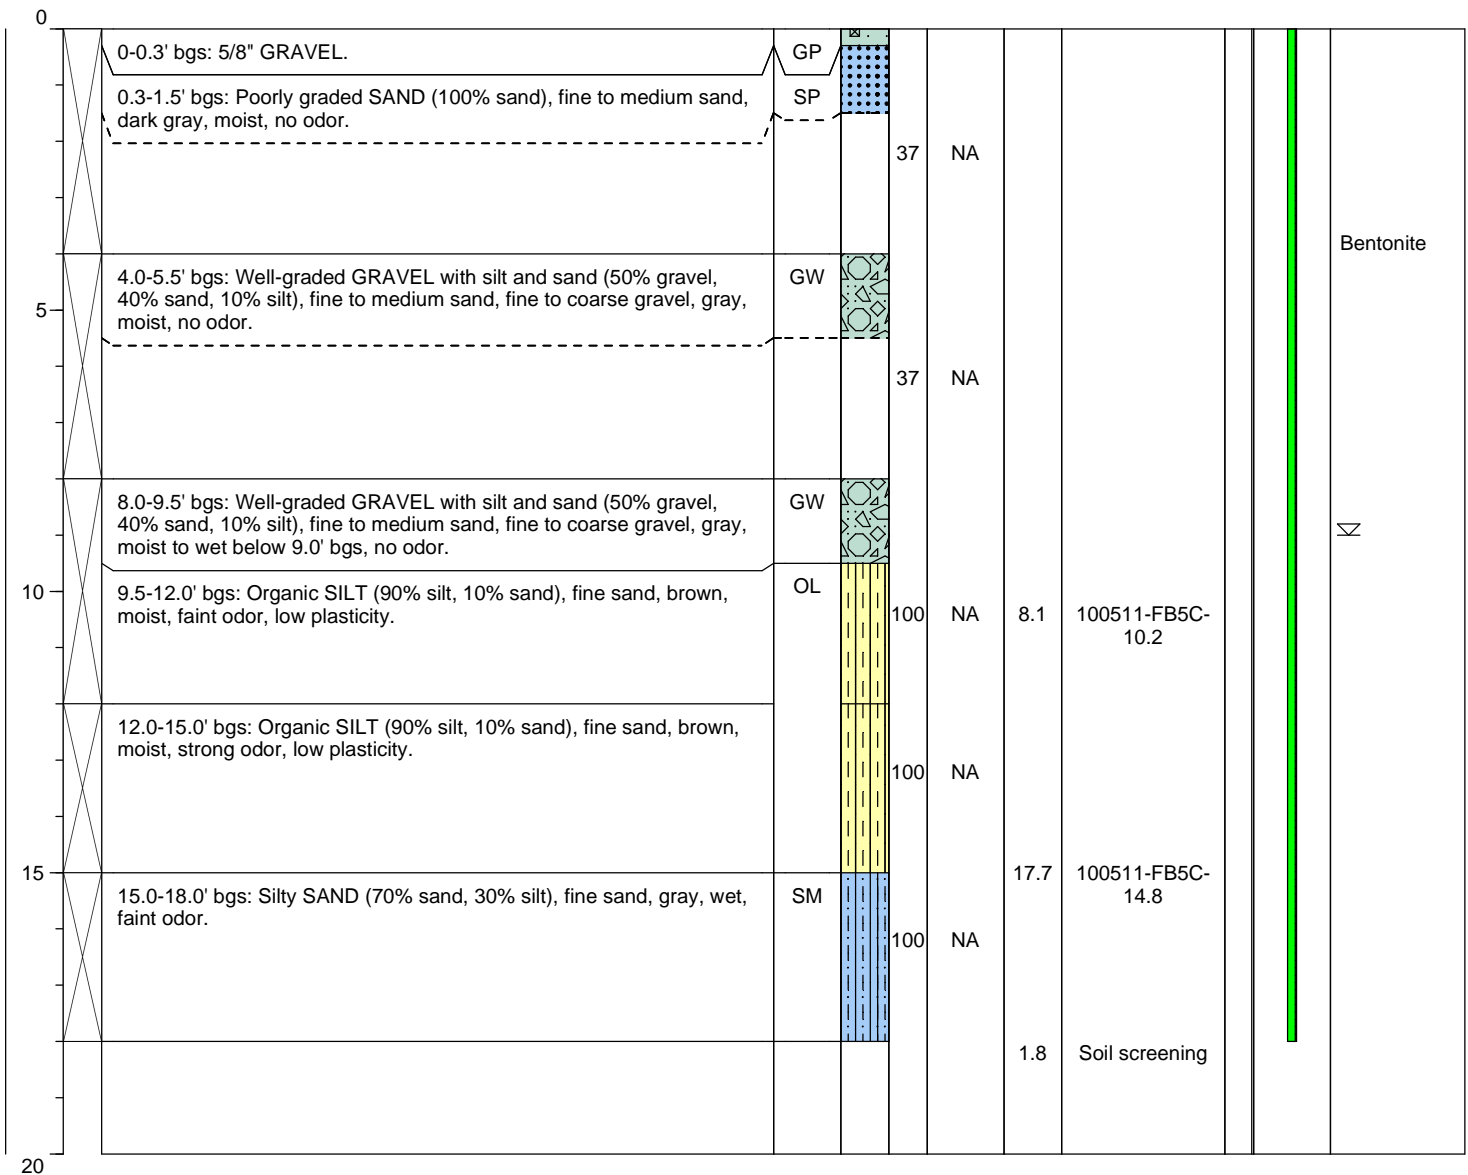 0
0-0.3' bgs: 5/8" GRAVEL.
GP
0.3-1.5' bgs: Poorly graded SAND (100% sand), fine to medium sand,
dark gray, moist, no odor.
SP
37
NA
Bentonite
4.0-5.5' bgs: Well-graded GRAVEL with silt and sand (50% gravel,
40% sand, 10% silt), fine to medium sand, fine to coarse gravel, gray,
moist, no odor.
GW
5
37
NA
8.0-9.5' bgs: Well-graded GRAVEL with silt and sand (50% gravel,
40% sand, 10% silt), fine to medium sand, fine to coarse gravel, gray,
moist to wet below 9.0' bgs, no odor.
GW
10
9.5-12.0' bgs: Organic SILT (90% silt, 10% sand), fine sand, brown,
moist, faint odor, low plasticity.
OL
100
NA
8.1
100511-FB5C-
10.2
12.0-15.0' bgs: Organic SILT (90% silt, 10% sand), fine sand, brown,
moist, strong odor, low plasticity.
100
NA
15
17.7
100511-FB5C-
14.8
15.0-18.0' bgs: Silty SAND (70% sand, 30% silt), fine sand, gray, wet,
faint odor.
SM
100
NA
1.8
Soil screening
20